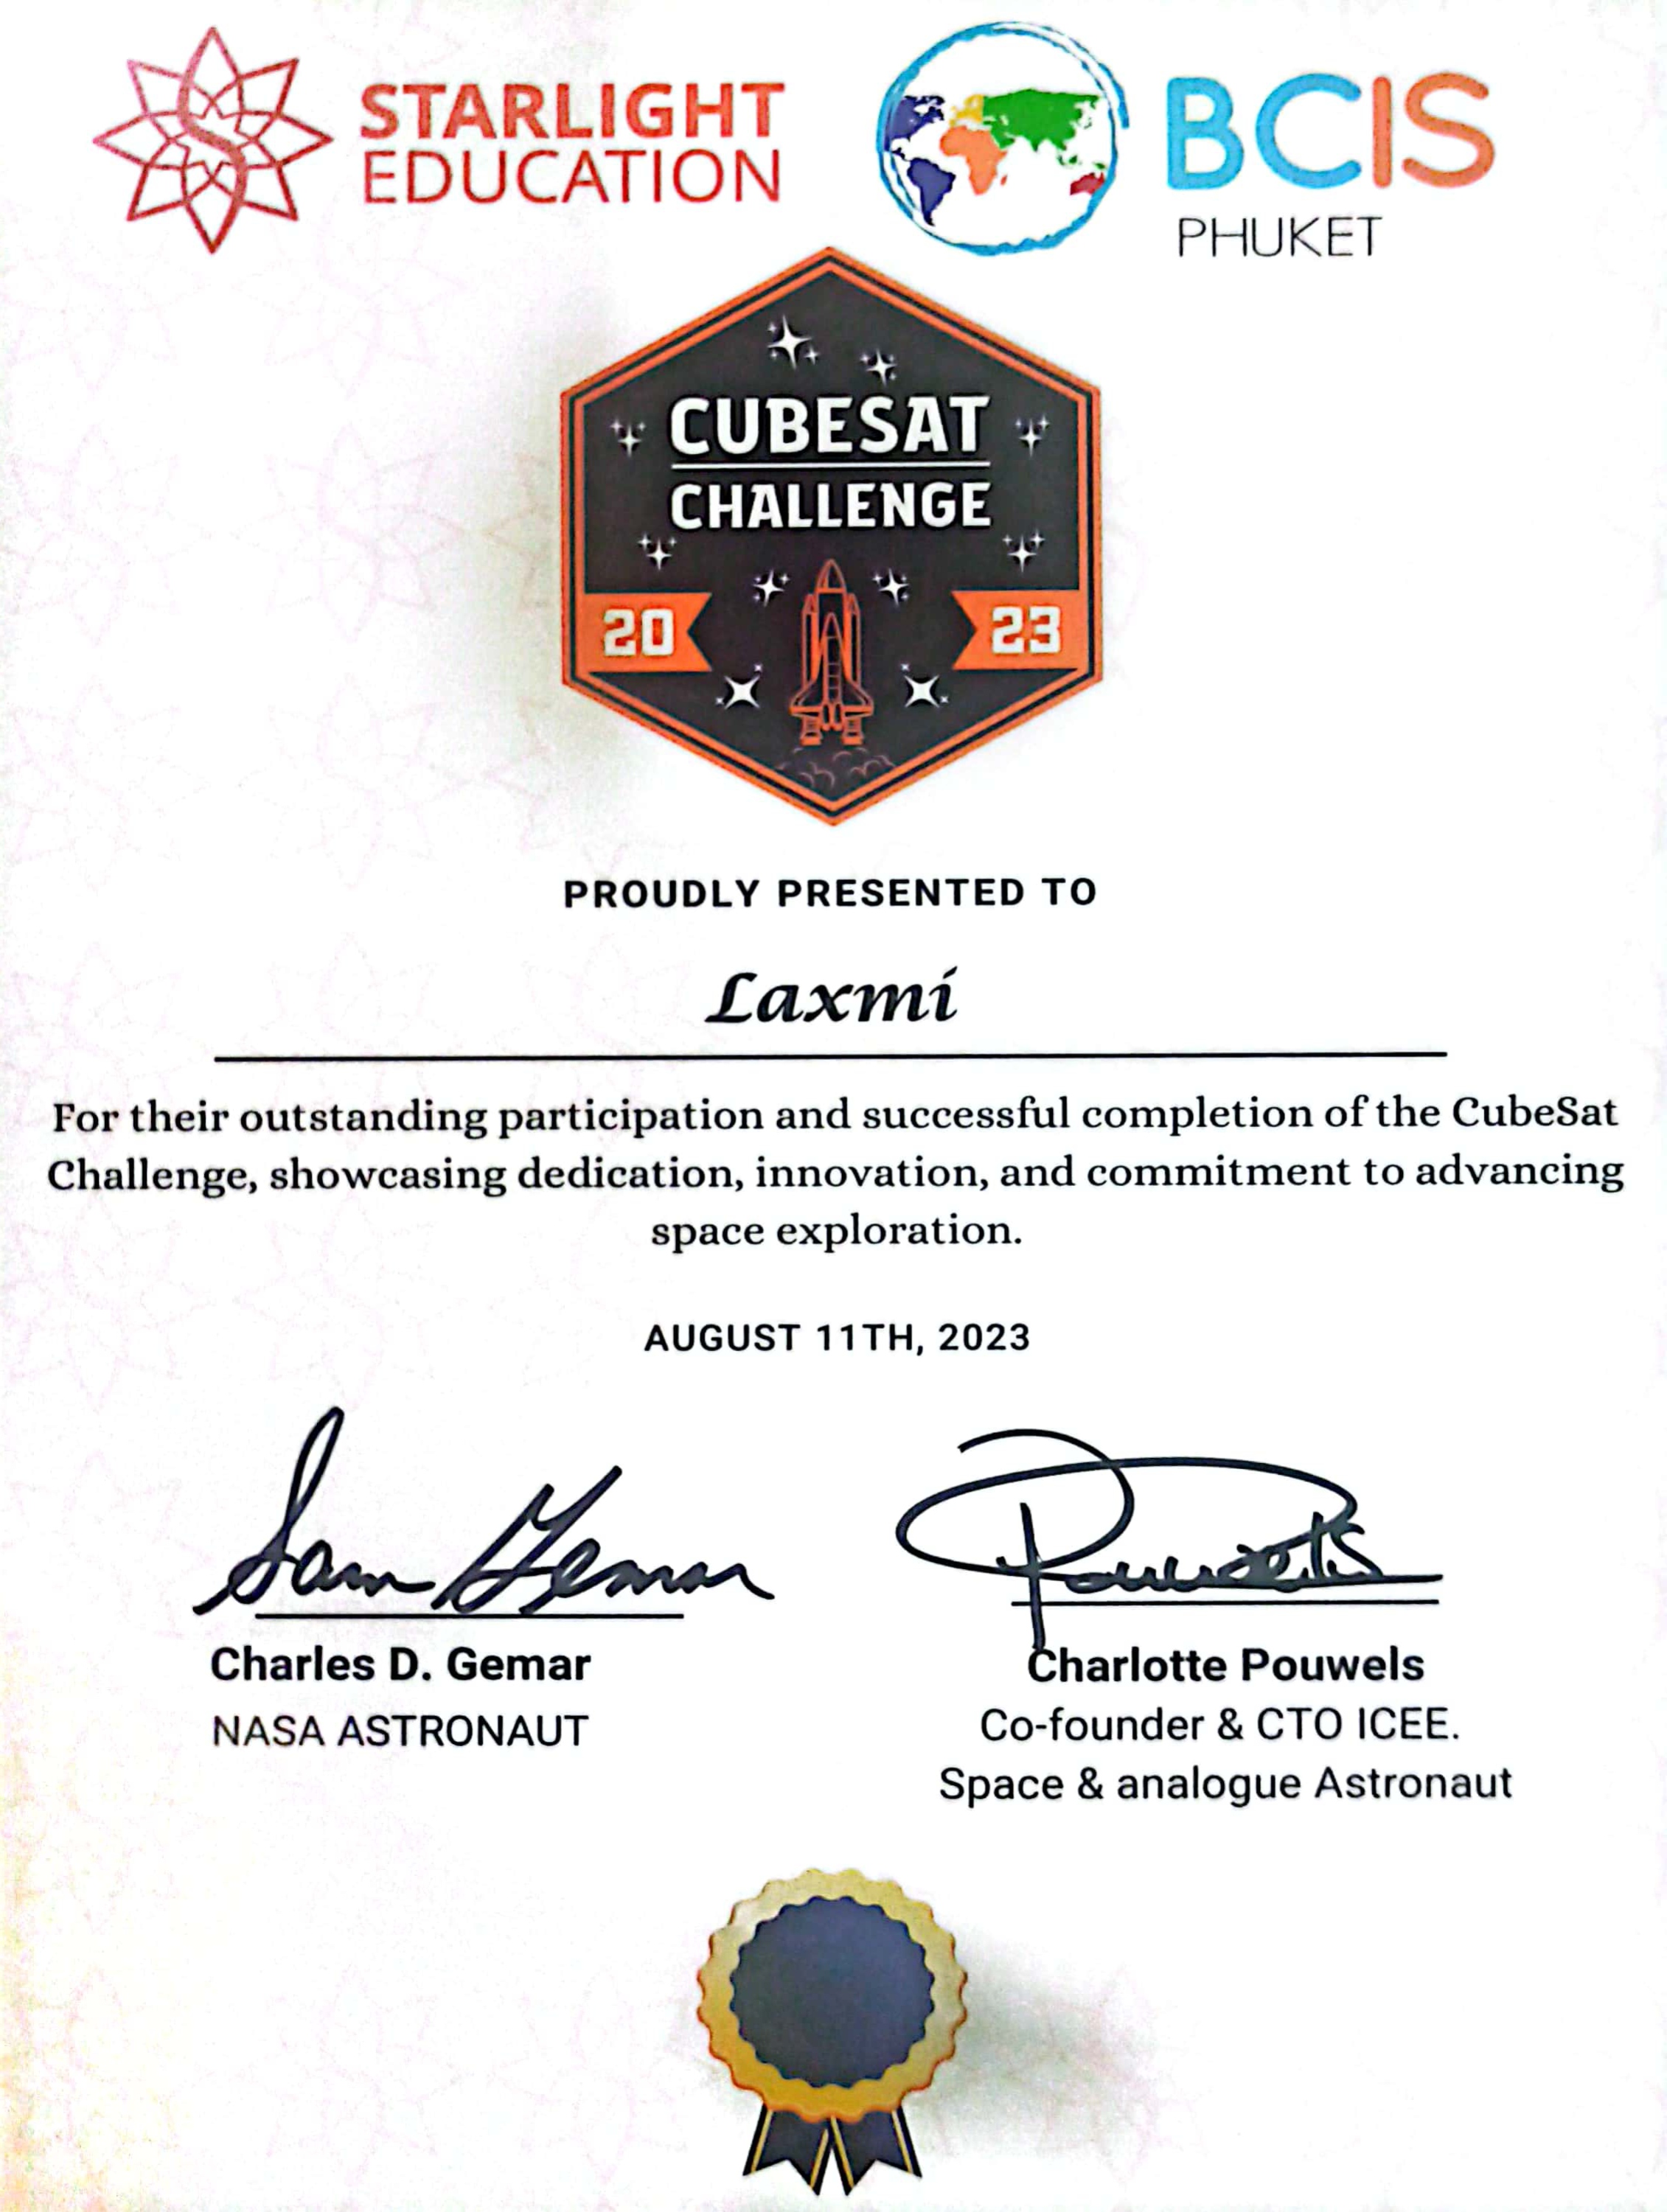 STARLIGHT
EDUCATION
BCIS
PHUKET
CUBESAT
CHALLENGE
20 23
PROUDLY PRESENTED TO
Laxmi
For their outstanding participation and successful completion of the CubeSat
Challenge, showcasing dedication, innovation, and commitment to advancing
space exploration.
AUGUST 11TH, 2023
Sam Gemar
Pouwels
Charles D. Gemar
NASA ASTRONAUT
Charlotte Pouwels
Co-founder & CTO ICEE.
Space & analogue Astronaut